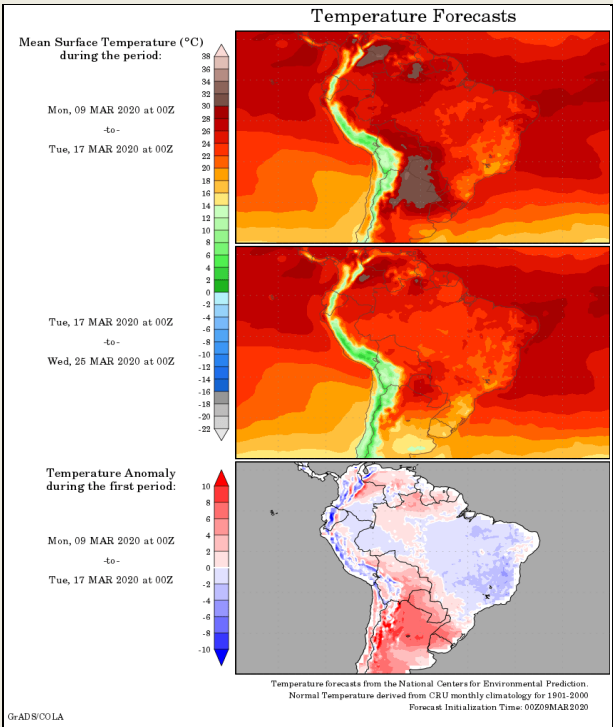 Temperature Forecasts
Mean Surface Temperature (°C)
during the period:
Mon, 09 MAR 2020 at 00Z
-to-
Tue, 17 MAR 2020 at 00Z
38
36
34
32
30
28
26
24
22
20
18
16
14
12
10
8
6
4
2
0
-2
-4
-6
-8
-10
-12
-14
-16
-18
-20
-22
Tue, 17 MAR 2020 at 00Z
-to-
Wed, 25 MAR 2020 at 00Z
Temperature Anomaly
during the first period:
Mon, 09 MAR 2020 at 00Z
-to-
Tue, 17 MAR 2020 at 00Z
10
8
6
4
2
0
-2
-4
-6
-8
-10
Temperature forecasts from the National Centers for Environmental Prediction.
Normal Temperature derived from CRU monthly climatology for 1901-2000
Forecast Initialization Time: 00Z09MAR2020
GrADS/COLA